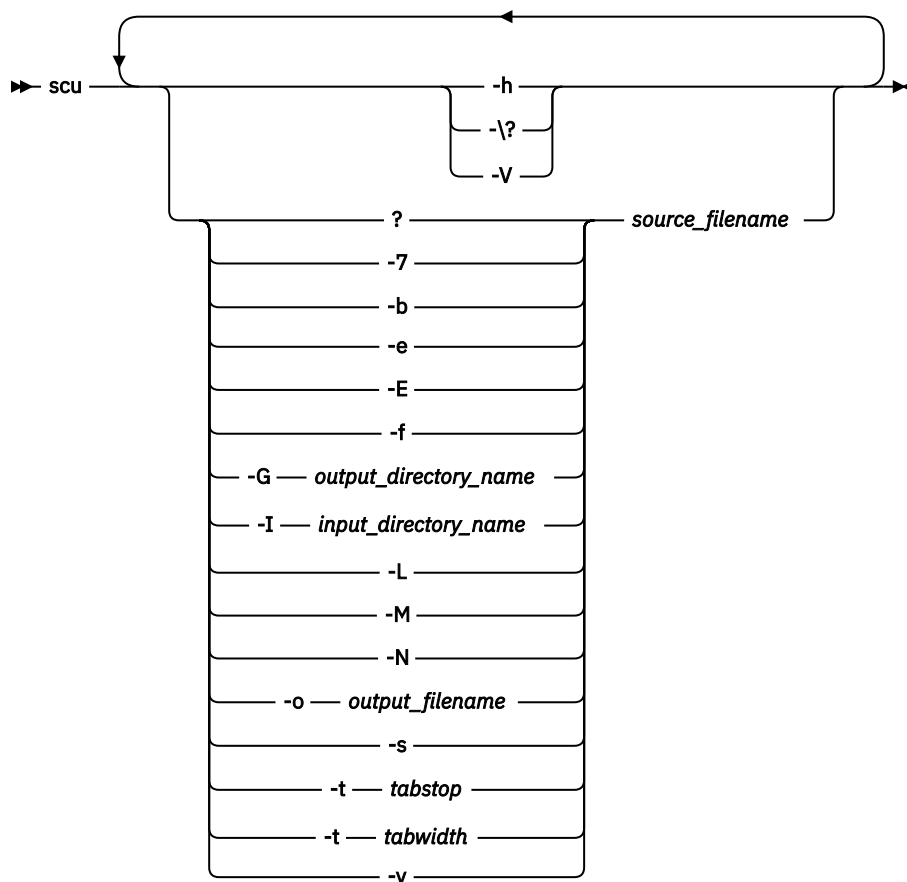 scu -h
-\?
-V
? source_filename
-7
-b
-e
-E
-f
-G output_directory_name
-I input_directory_name
-L
-M
-N
-o output_filename
-s
-t tabstop
-t tabwidth
-v